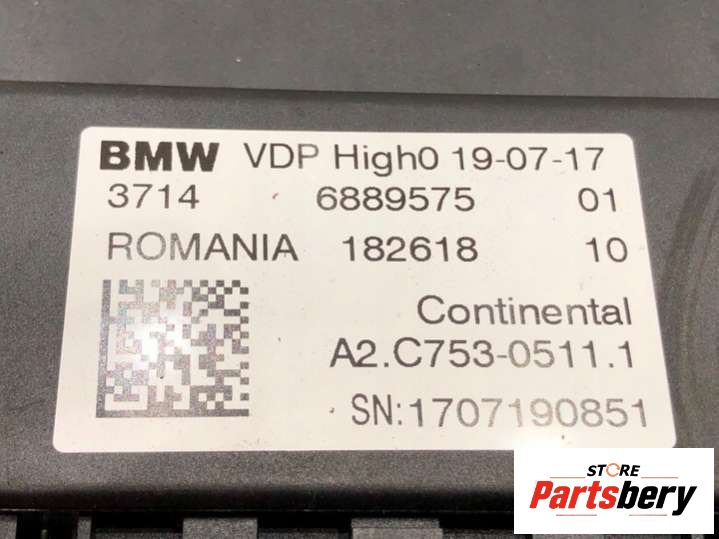 BMW VDP High0 19-07-17
3714 6889575 01
ROMANIA 182618 10
Continental
A2.C753-0511.1
SN:1707190851
STORE
Partsbery